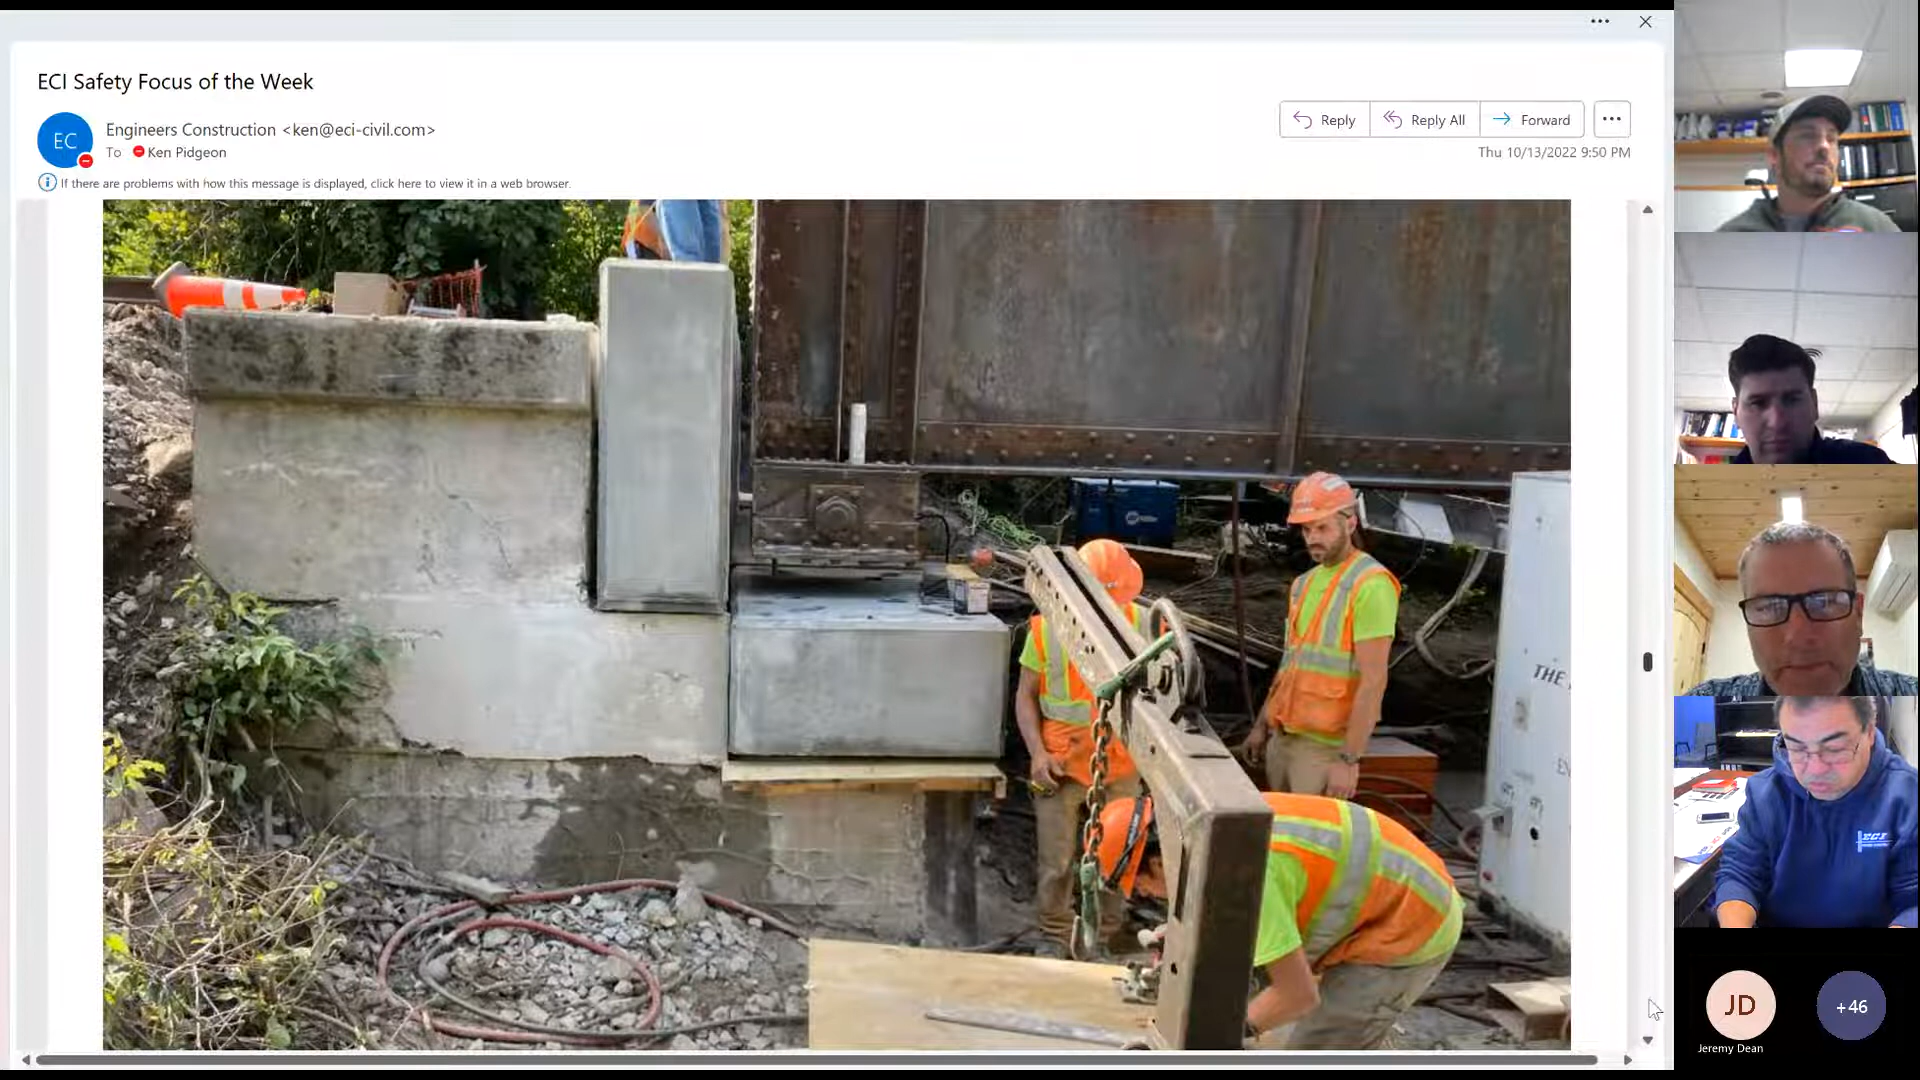 ECI Safety Focus of the Week
EC
Engineers Construction <ken@eci-civil.com>
To Ken Pidgeon
If there are problems with how this message is displayed, click here to view it in a web browser.
Reply
Reply All
Forward
Thu 10/13/2022 9:50 PM
THE
ECI
JD
+46
Jeremy Dean